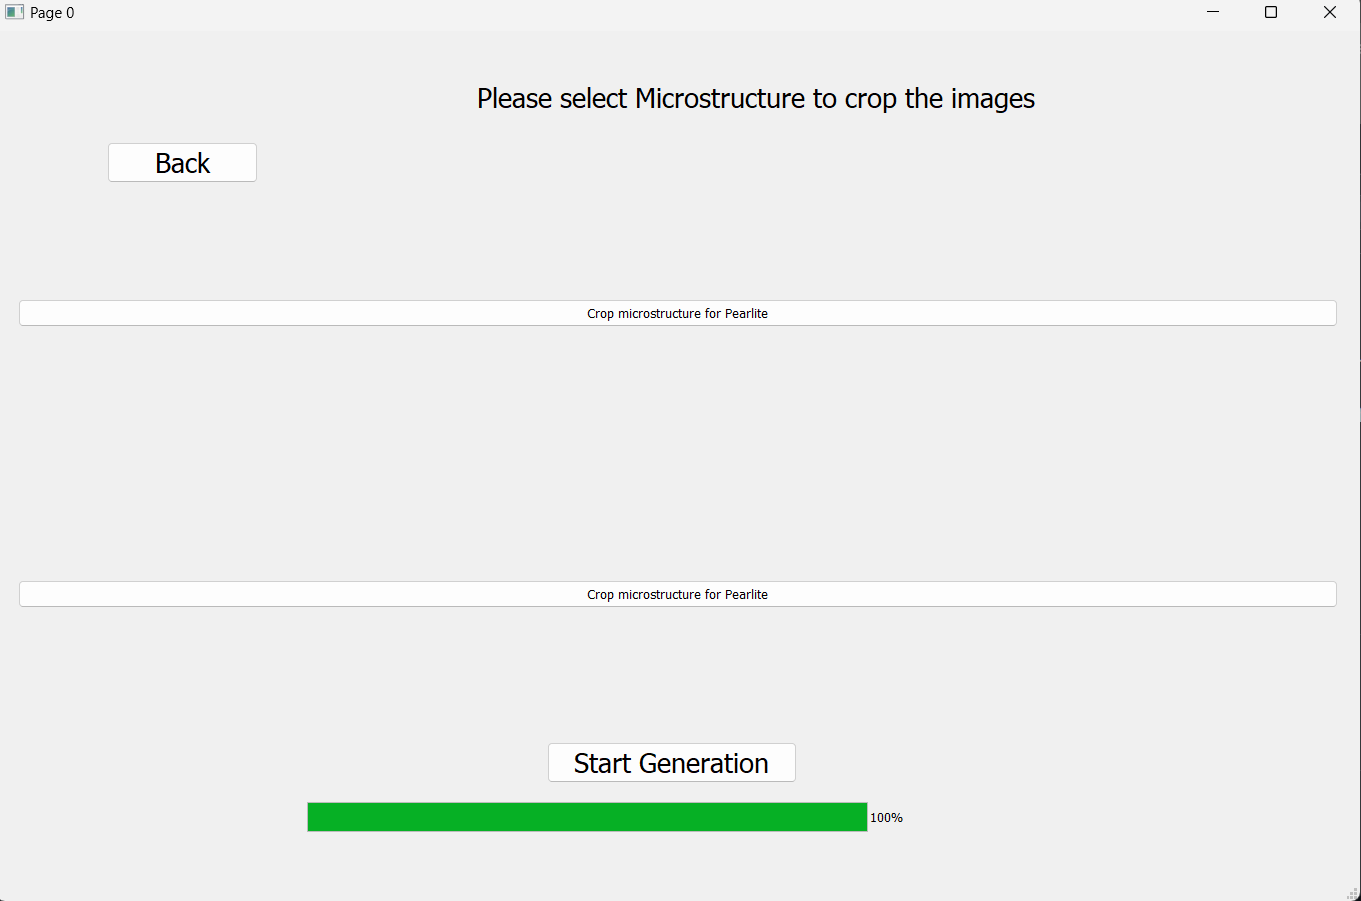 Page 0
Please select Microstructure to crop the images
Back
Crop microstructure for Pearlite
Crop microstructure for Pearlite
Start Generation
100%